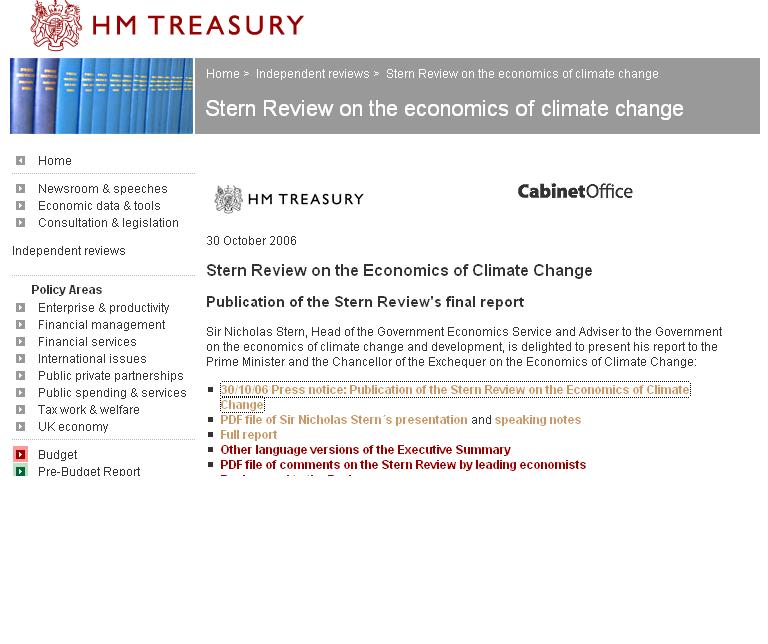 HM TREASURY
Home > Independent reviews > Stern Review on the economics of climate change
Stern Review on the economics of climate change
Home
Newsroom & speeches
Economic data & tools
Consultation & legislation
Independent reviews
Policy Areas
Enterprise & productivity
Financial management
Financial services
International issues
Public private partnerships
Public spending & services
Tax work & welfare
UK economy
Budget
Pre-Budget Report
HM TREASURY
CabinetOffice
30 October 2006
Stern Review on the Economics of Climate Change
Publication of the Stern Review's final report
Sir Nicholas Stern, Head of the Government Economics Service and Adviser to the Government
on the economics of climate change and development, is delighted to present his report to the
Prime Minister and the Chancellor of the Exchequer on the Economics of Climate Change:
30/10/06 Press notice: Publication of the Stern Review on the Economics of Climate
Change
PDF file of Sir Nicholas Stern´s presentation and speaking notes
Full report
Other language versions of the Executive Summary
PDF file of comments on the Stern Review by leading economists